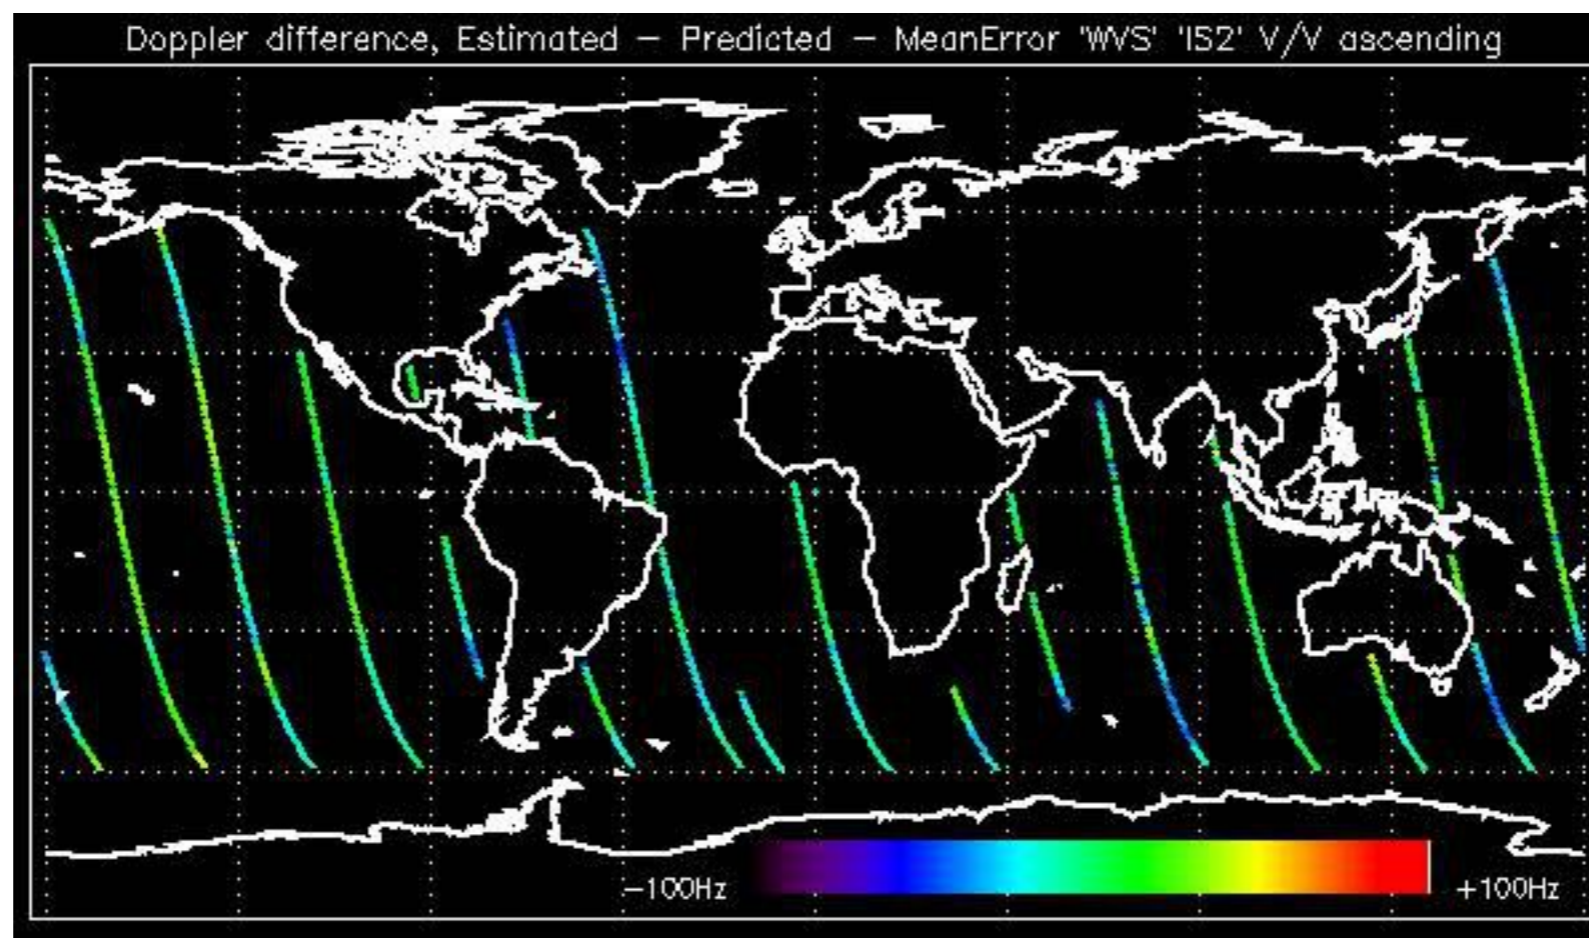 Doppler difference, Estimated – Predicted – MeanError 'WVS' 'IS2' V/V ascending
−100Hz +100Hz